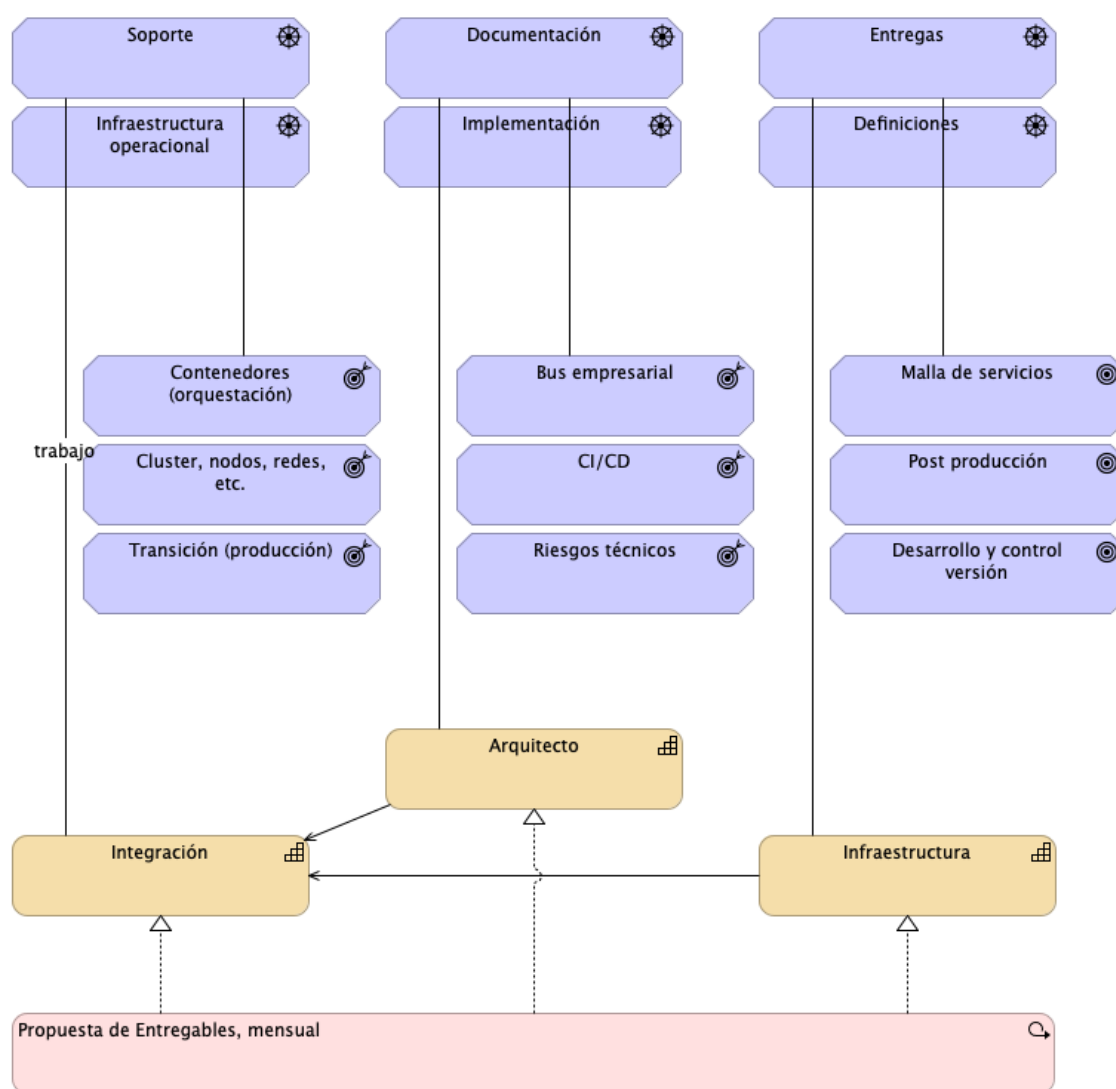 Soporte
Documentación
Entregas
Infraestructura
operacional
Implementación
Definiciones
Contenedores
(orquestación)
Bus empresarial
Malla de servicios
trabajo
Cluster, nodos, redes,
etc.
CI/CD
Post producción
Transición (producción)
Riesgos técnicos
Desarrollo y control
versión
Arquitecto
Integración
Infraestructura
Propuesta de Entregables, mensual